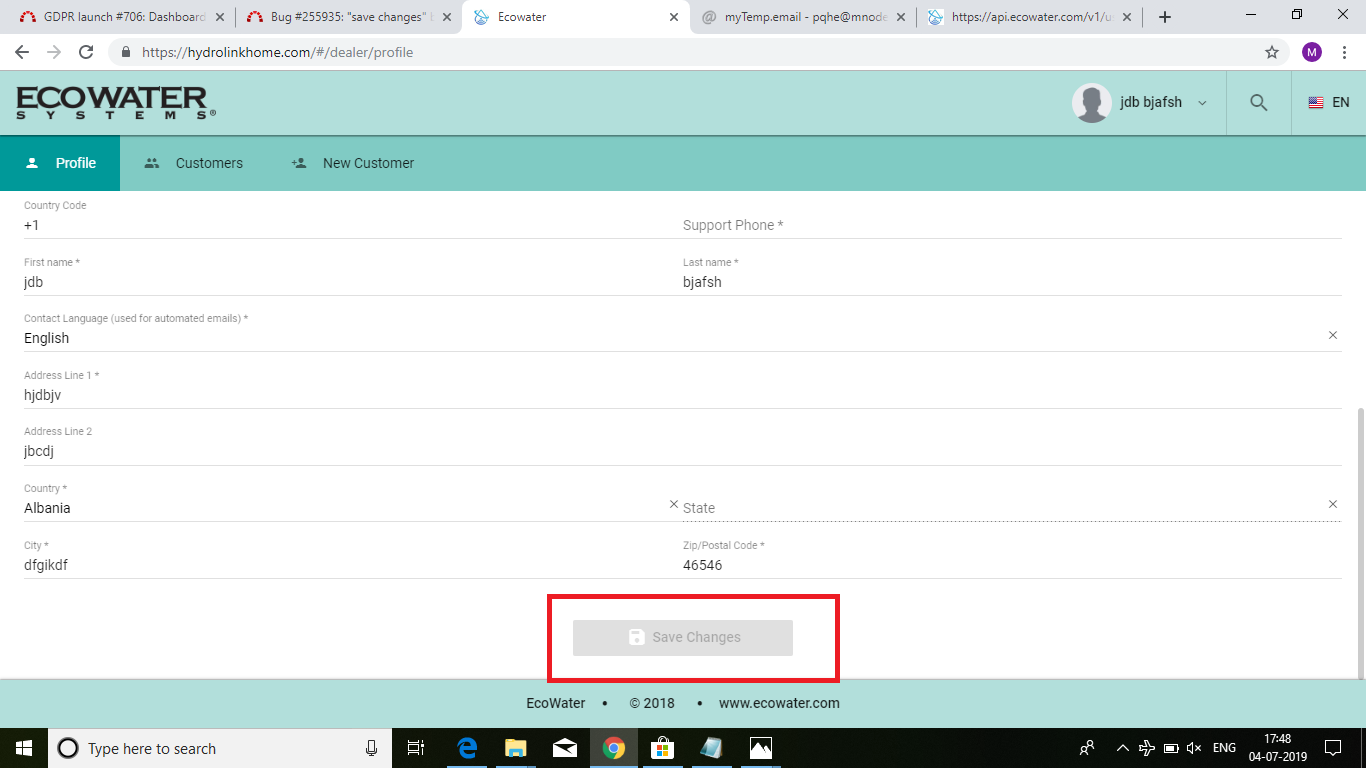 GDPR launch #706: Dashboard
Bug #255935: "save changes" b
Ecowater
myTemp.email - pqhe@mnode
https://api.ecowater.com/v1/u
https://hydrolinkhome.com/#/dealer/profile
M
ECOWATER
SYSTEMS®
jdb bjafsh
EN
Profile
Customers
New Customer
Country Code
+1
Support Phone *
First name *
jdb
Last name *
bjafsh
Contact Language (used for automated emails) *
English
Address Line 1 *
hjdbjv
Address Line 2
jbcdj
Country *
Albania
State
City *
dfgikdf
Zip/Postal Code *
46546
Save Changes
EcoWater • © 2018 • www.ecowater.com
Type here to search
ENG
17:48
04-07-2019